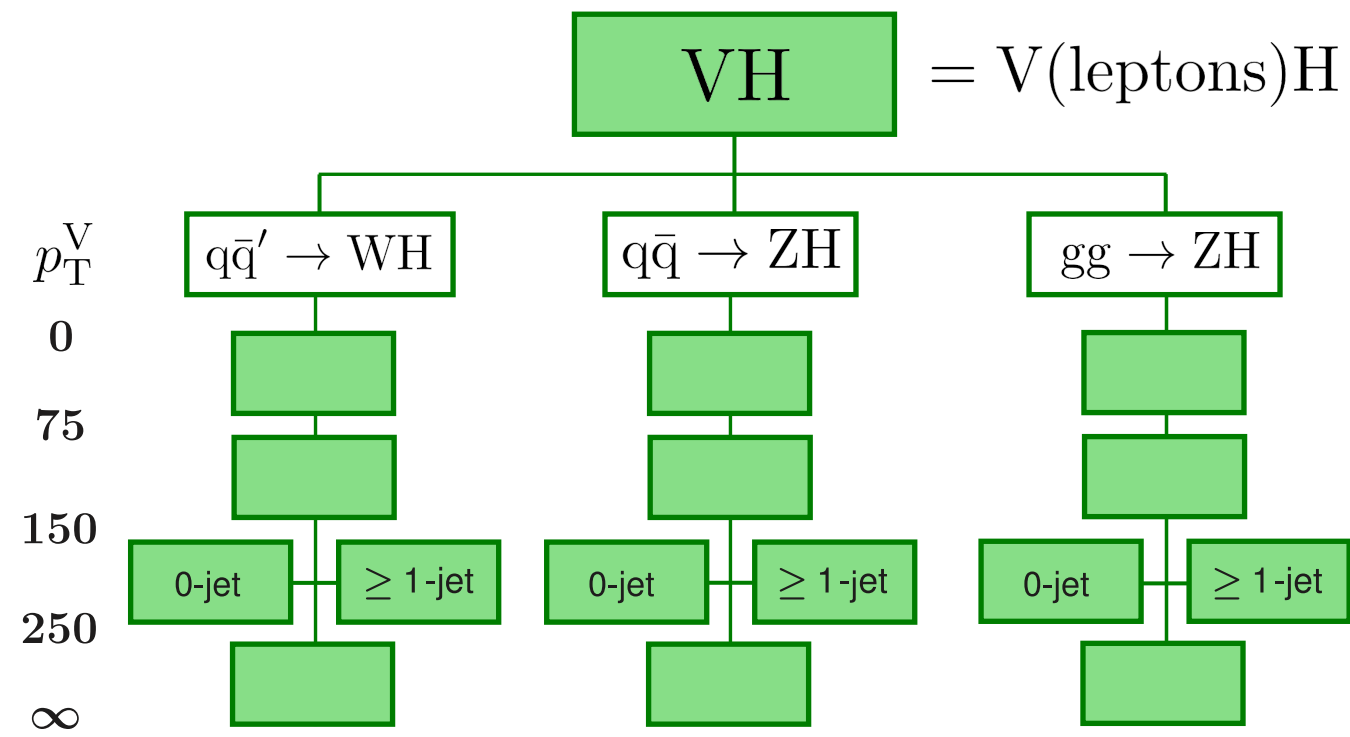 VH = V(leptons)H
p_T^V
qq̄′ → WH
qq̄ → ZH
gg → ZH
0
75
150
0-jet
≥ 1-jet
0-jet
≥ 1-jet
0-jet
≥ 1-jet
250
∞